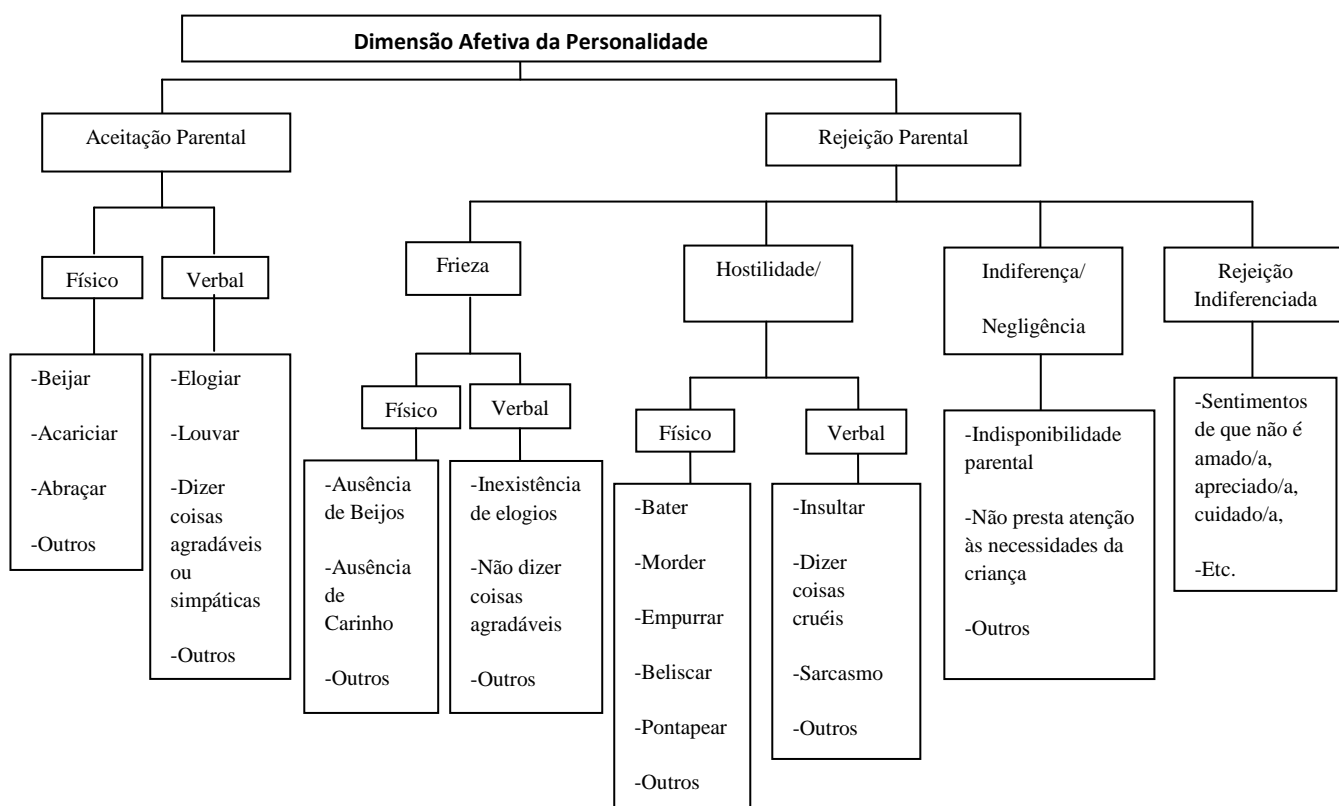 Dimensão Afetiva da Personalidade
Aceitação Parental
Rejeição Parental
Físico
Verbal
Frieza
Hostilidade/
Indiferença/
Negligência
Rejeição
Indiferenciada
-Beijar
-Acariciar
-Abraçar
-Outros
-Elogiar
-Louvar
-Dizer
coisas
agradáveis
ou
simpáticas
-Outros
Físico
Verbal
-Ausência
de Beijos
-Ausência
de
Carinho
-Outros
-Inexistência
de elogios
-Não dizer
coisas
agradáveis
-Outros
Físico
Verbal
-Bater
-Morder
-Empurrar
-Beliscar
-Pontapear
-Outros
-Insultar
-Dizer
coisas
cruéis
-Sarcasmo
-Outros
-Indisponibilidade
parental
-Não presta atenção
às necessidades da
criança
-Outros
-Sentimentos
de que não é
amado/a,
apreciado/a,
cuidado/a,
-Etc.